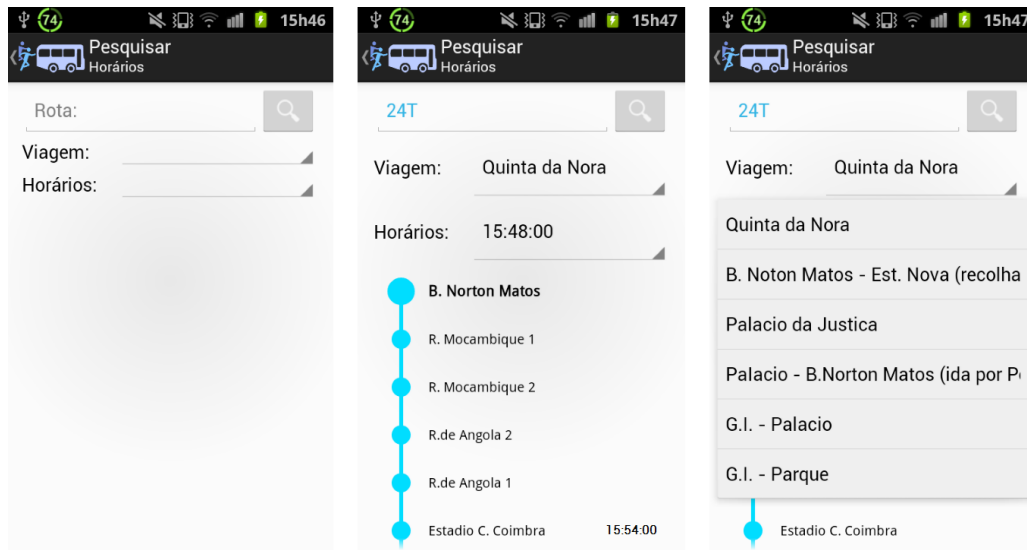 74 15h46
Pesquisar
Horários
Rota:
Viagem:
Horários:
74 15h47
Pesquisar
Horários
24T
Viagem: Quinta da Nora
Horários: 15:48:00
B. Norton Matos
R. Mocambique 1
R. Mocambique 2
R.de Angola 2
R.de Angola 1
Estadio C. Coimbra 15:54:00
74 15h47
Pesquisar
Horários
24T
Viagem: Quinta da Nora
Quinta da Nora
B. Noton Matos - Est. Nova (recolha
Palacio da Justica
Palacio - B.Norton Matos (ida por P
G.I. - Palacio
G.I. - Parque
Estadio C. Coimbra